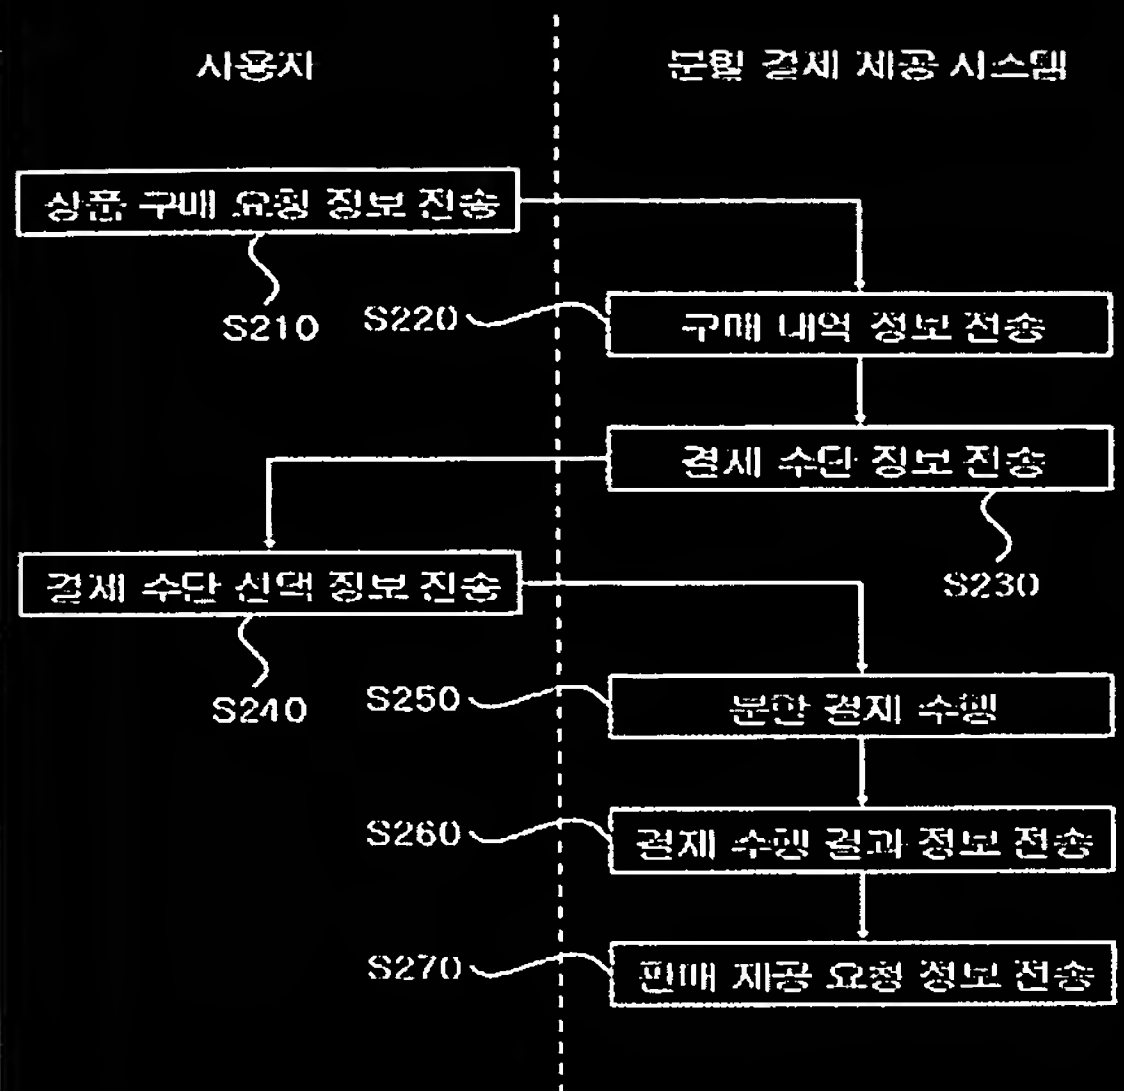 사용자
분할 결제 제공 시스템
상품 구매 요청 정보 전송
S210
S220
구매 내역 정보 전송
결제 수단 정보 전송
S230
결제 수단 선택 정보 전송
S240
S250
분할 결제 수행
S260
결제 수행 결과 정보 전송
S270
판매 제공 요청 정보 전송